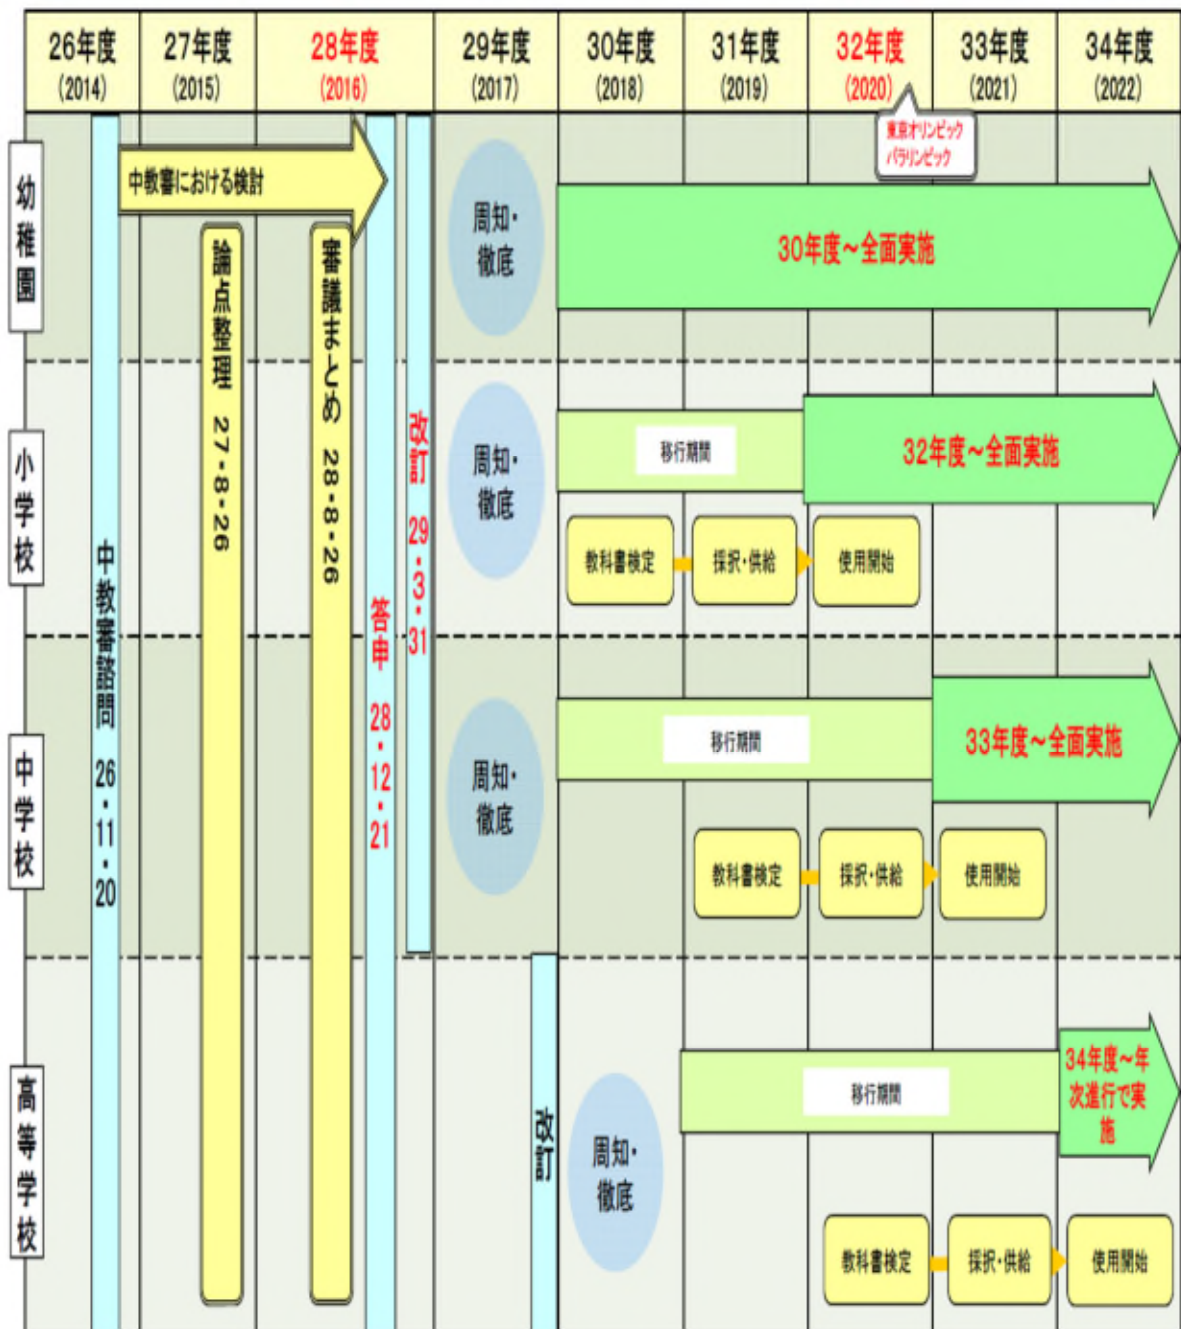 26年度
(2014)
27年度
(2015)
28年度
(2016)
29年度
(2017)
30年度
(2018)
31年度
(2019)
32年度
(2020)
33年度
(2021)
34年度
(2022)
東京オリンピック
パラリンピック
幼稚園
中教審における検討
周知・
徹底
30年度～全面実施
中教審諮問 26・11・20
論点整理 27・8・26
審議まとめ 28・8・26
答申 28・12・21
改訂 29・3・31
小学校
周知・
徹底
移行期間
32年度～全面実施
教科書検定
採択・供給
使用開始
中学校
周知・
徹底
移行期間
33年度～全面実施
教科書検定
採択・供給
使用開始
高等学校
改訂
周知・
徹底
移行期間
34年度～年
次進行で実
施
教科書検定
採択・供給
使用開始